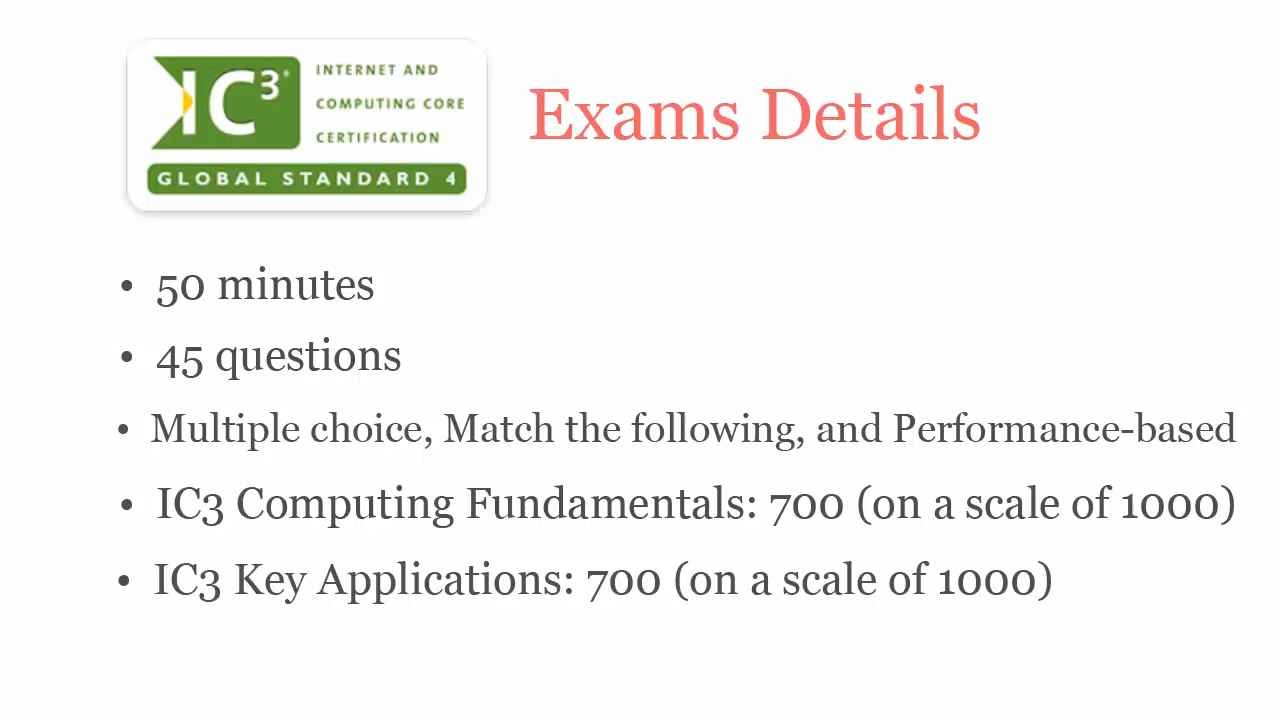 IC3®
INTERNET AND
COMPUTING CORE
CERTIFICATION
GLOBAL STANDARD 4
Exams Details
• 50 minutes
• 45 questions
• Multiple choice, Match the following, and Performance-based
• IC3 Computing Fundamentals: 700 (on a scale of 1000)
• IC3 Key Applications: 700 (on a scale of 1000)